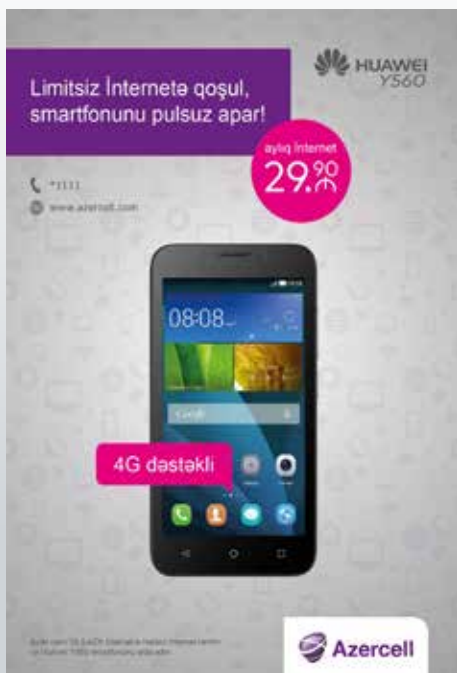 Limitsiz İnternetə qoşul,
smartfonunu pulsuz apar!
HUAWEI
Y560
aylıq İnternet
29.90 ₼
*1111
www.azercell.com
08:08
Google
4G dəstəkli
Azercell